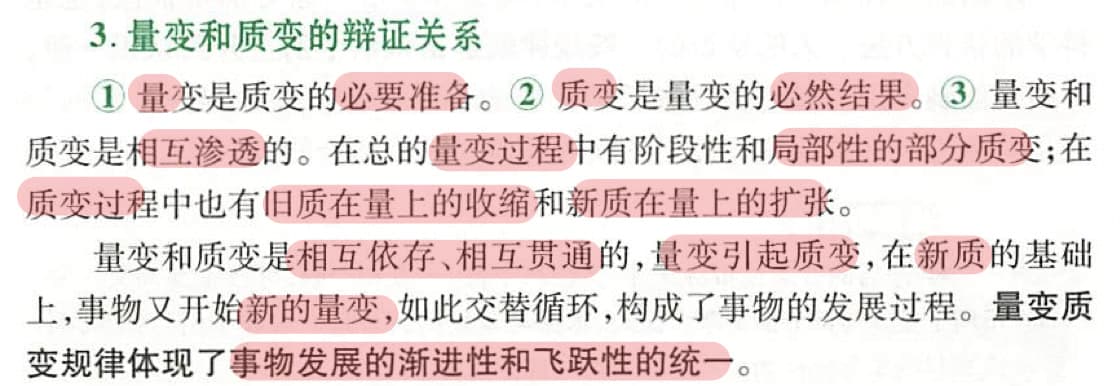 3. 量变和质变的辩证关系
① 量变是质变的必要准备。② 质变是量变的必然结果。③ 量变和
质变是相互渗透的。在总的量变过程中有阶段性和局部性的部分质变;在
质变过程中也有旧质在量上的收缩和新质在量上的扩张。
量变和质变是相互依存、相互贯通的,量变引起质变,在新质的基础
上,事物又开始新的量变,如此交替循环,构成了事物的发展过程。量变质
变规律体现了事物发展的渐进性和飞跃性的统一。